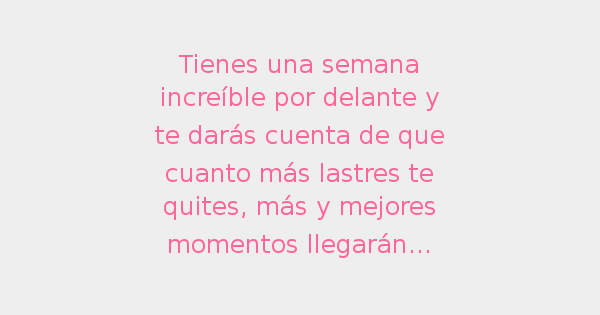 Tienes una semana
increíble por delante y
te darás cuenta de que
cuanto más lastres te
quites, más y mejores
momentos llegarán...